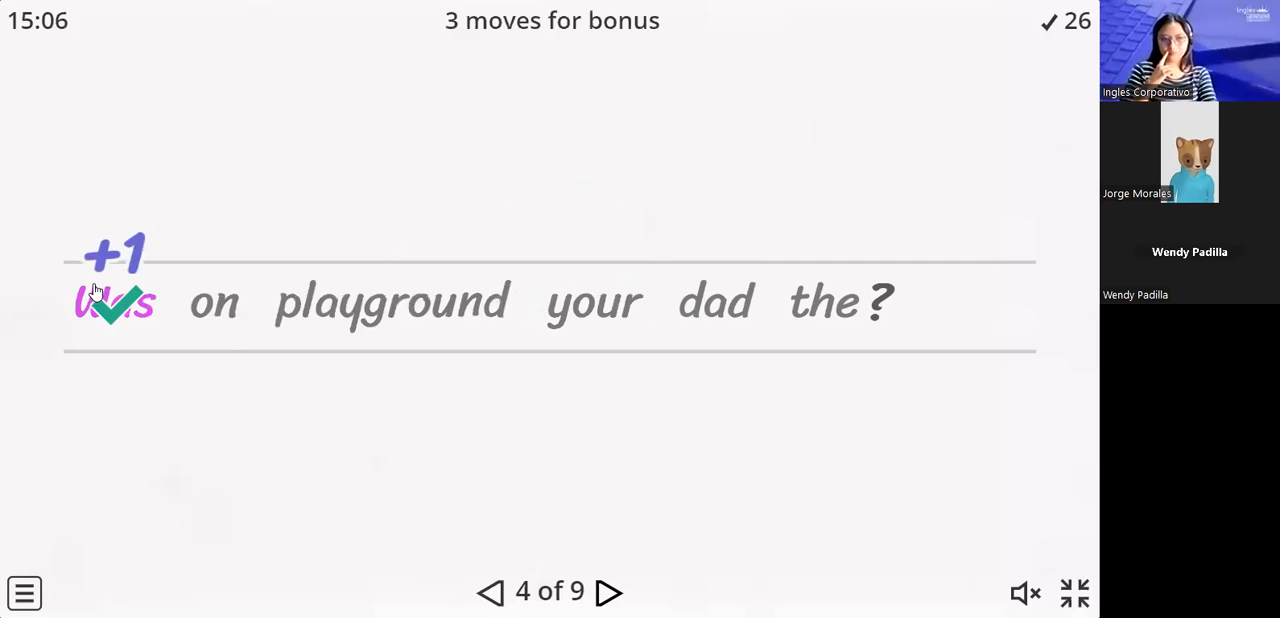 15:06
3 moves for bonus
✓ 26
Ingles Corporativo
Jorge Morales
+1
Was on playground your dad the?
Wendy Padilla
Wendy Padilla
4 of 9